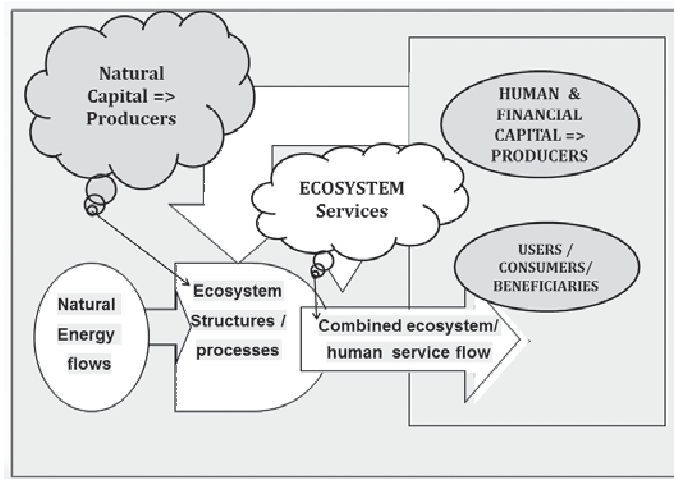 Natural
Capital =>
Producers
HUMAN &
FINANCIAL
CAPITAL =>
PRODUCERS
ECOSYSTEM
Services
USERS /
CONSUMERS/
BENEFICIARIES
Natural
Energy
flows
Ecosystem
Structures /
processes
Combined ecosystem/
human service flow